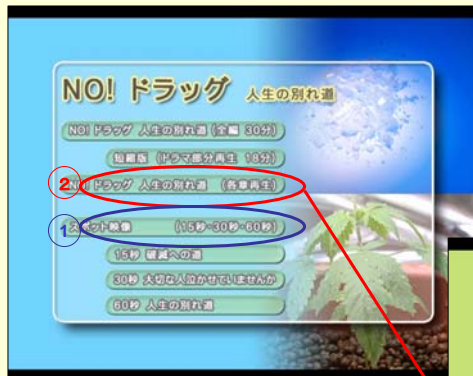 NO! ドラッグ 人生の別れ道
NO! ドラッグ 人生の別れ道 (全編 30分)
短縮版 (ドラマ部分再生 18分)
② NO! ドラッグ 人生の別れ道 (各章再生)
① スポット映像 (15秒・30秒・60秒)
15秒 破滅への道
30秒 大切な人泣かせていませんか
60秒 人生の別れ道